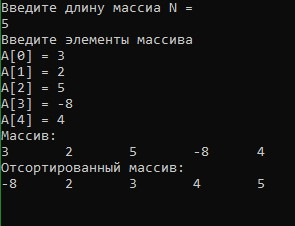 Введите длину массиа N =
5
Введите элементы массива
A[0] = 3
A[1] = 2
A[2] = 5
A[3] = -8
A[4] = 4
Массив:
3 2 5 -8 4
Отсортированный массив:
-8 2 3 4 5